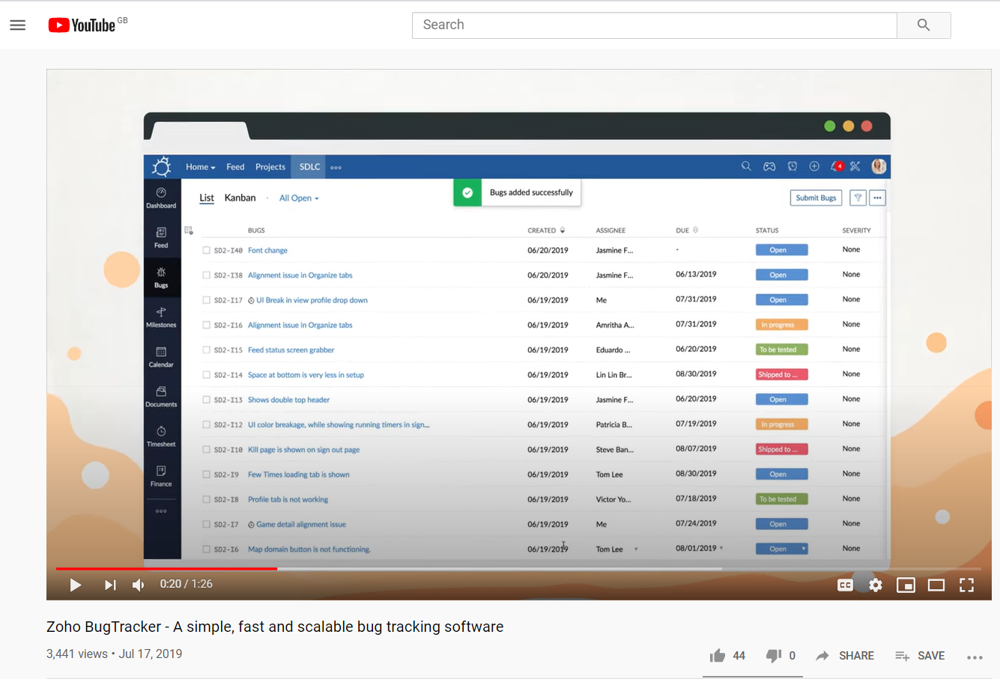 YouTube GB
Search
Home Feed Projects SDLC
4
Dashboard
Feed
Bugs
Milestones
Calendar
Documents
Timesheet
Finance
List Kanban All Open
Bugs added successfully
Submit Bugs
BUGS CREATED ASSIGNEE DUE STATUS SEVERITY
SD2-I40 Font change 06/20/2019 Jasmine F... - Open None
SD2-I38 Alignment issue in Organize tabs 06/20/2019 Jasmine F... 06/13/2019 Open None
SD2-I17 UI Break in view profile drop down 06/19/2019 Me 07/31/2019 Open None
SD2-I16 Alignment issue in Organize tabs 06/19/2019 Amritha A... 07/31/2019 In progress None
SD2-I15 Feed status screen grabber 06/19/2019 Eduardo ... 06/20/2019 To be tested None
SD2-I14 Space at bottom is very less in setup 06/19/2019 Lin Lin Br... 08/30/2019 Shipped to ... None
SD2-I13 Shows double top header 06/19/2019 Jasmine F... 06/20/2019 Open None
SD2-I12 UI color breakage, while showing running timers in sign... 06/19/2019 Patricia B... 07/19/2019 In progress None
SD2-I10 Kill page is shown on sign out page 06/19/2019 Steve Ban... 08/07/2019 Shipped to ... None
SD2-I9 Few Times loading tab is shown 06/19/2019 Tom Lee 08/30/2019 Open None
SD2-I8 Profile tab is not working 06/19/2019 Victor Yo... 07/18/2019 To be tested None
SD2-I7 Game detail alignment issue 06/19/2019 Me 07/24/2019 Open None
SD2-I6 Map domain button is not functioning. 06/19/2019 Tom Lee 08/01/2019 Open None
0:20 / 1:26
CC
Zoho BugTracker - A simple, fast and scalable bug tracking software
3,441 views • Jul 17, 2019
44 0 SHARE SAVE